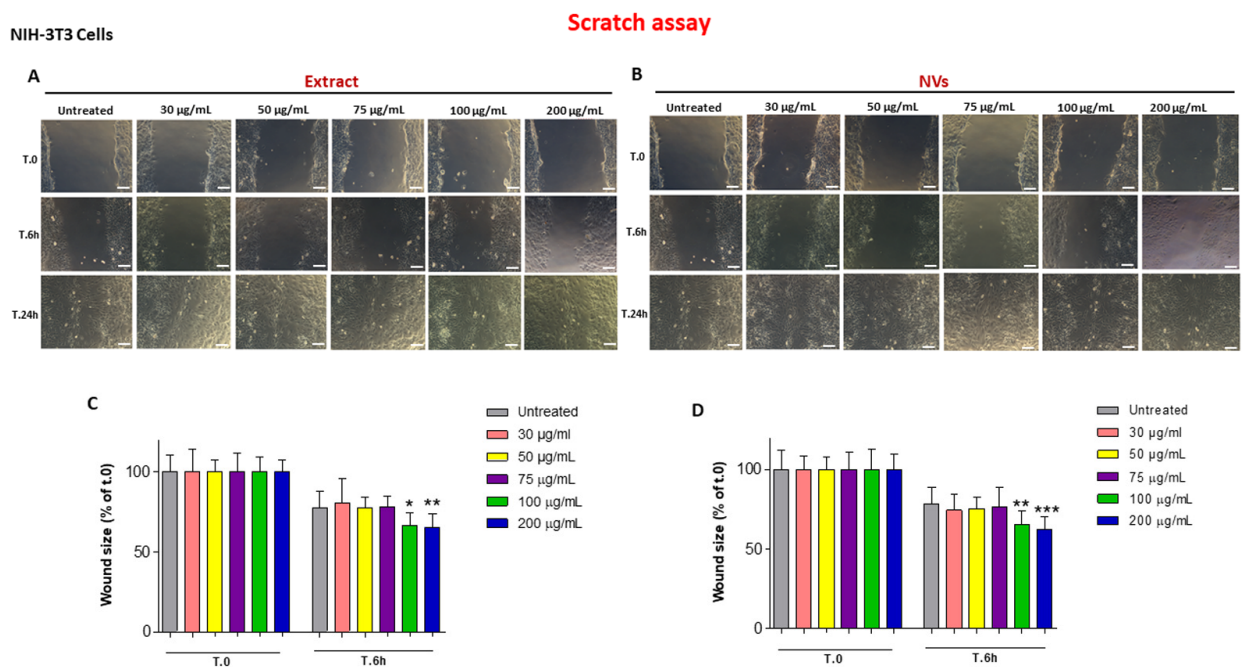 Scratch assay
NIH-3T3 Cells
A
Extract
Untreated 30 µg/mL 50 µg/mL 75 µg/mL 100 µg/mL 200 µg/mL
T.0
T.6h
T.24h
B
NVs
Untreated 30 µg/mL 50 µg/mL 75 µg/mL 100 µg/mL 200 µg/mL
T.0
T.6h
T.24h
C
Wound size (% of t.0)
100
50
0
* **
T.0 T.6h
Untreated
30 µg/ml
50 µg/mL
75 µg/mL
100 µg/mL
200 µg/mL
D
Wound size (% of t.0)
100
50
0
** ***
T.0 T.6h
Untreated
30 µg/ml
50 µg/mL
75 µg/mL
100 µg/mL
200 µg/mL